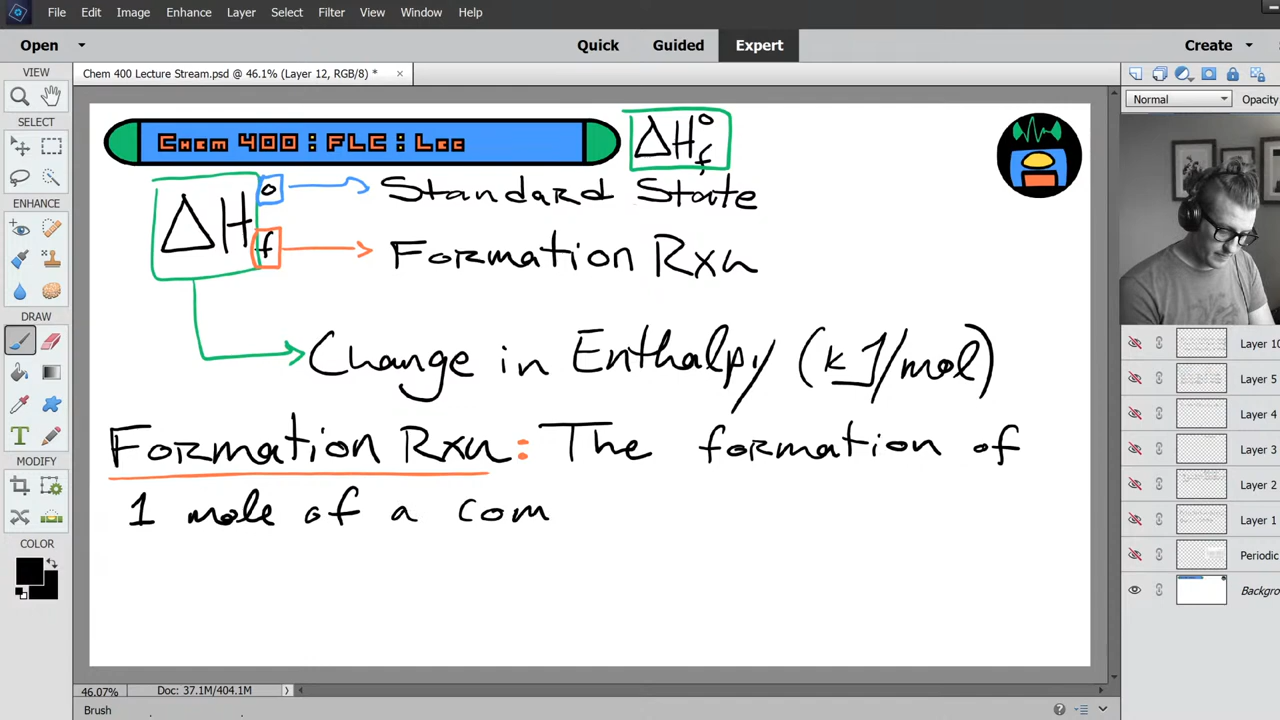 File Edit Image Enhance Layer Select Filter View Window Help
Open Quick Guided Expert Create
Chem 400 Lecture Stream.psd @ 46.1% (Layer 12, RGB/8) * ×
VIEW
SELECT
ENHANCE
DRAW
MODIFY
COLOR
Normal Opacity
Chem 400 : FLC : Lec
ΔH°f
ΔH°f
Standard State
Formation Rxn
Change in Enthalpy (kJ/mol)
Formation Rxn: The formation of
1 mole of a com
Layer 10
Layer 5
Layer 4
Layer 3
Layer 2
Layer 1
Periodic
Backgro
46.07% Doc: 37.1M/404.1M
Brush